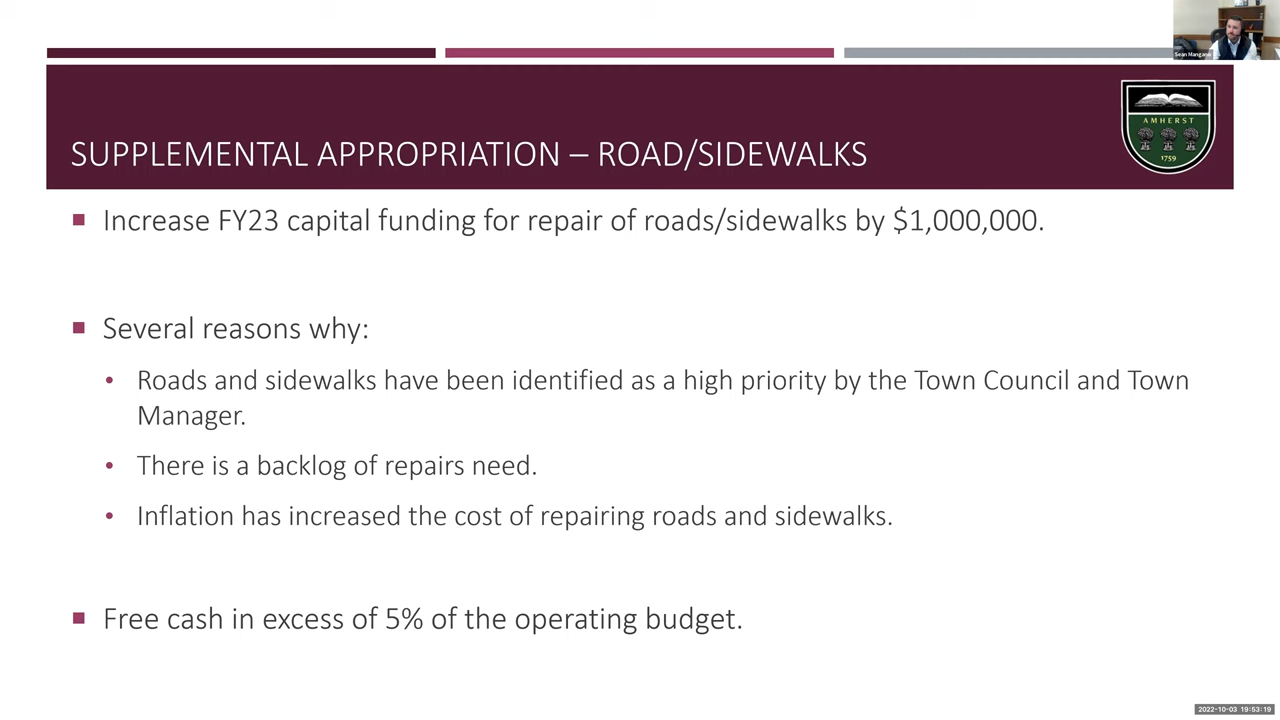 Sean Mangano
AMHERST
1759
SUPPLEMENTAL APPROPRIATION – ROAD/SIDEWALKS
Increase FY23 capital funding for repair of roads/sidewalks by $1,000,000.
Several reasons why:
Roads and sidewalks have been identified as a high priority by the Town Council and Town
Manager.
There is a backlog of repairs need.
Inflation has increased the cost of repairing roads and sidewalks.
Free cash in excess of 5% of the operating budget.
2022-10-03 19:53:19